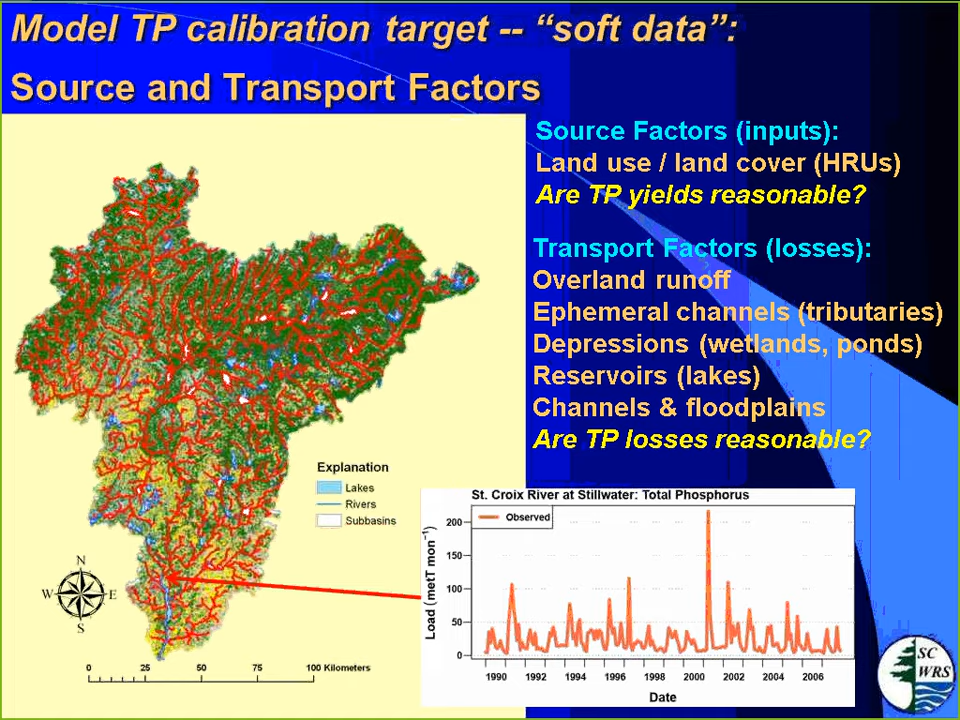 Model TP calibration target -- “soft data”:
Source and Transport Factors
Source Factors (inputs):
Land use / land cover (HRUs)
Are TP yields reasonable?
Transport Factors (losses):
Overland runoff
Ephemeral channels (tributaries)
Depressions (wetlands, ponds)
Reservoirs (lakes)
Channels & floodplains
Are TP losses reasonable?
Explanation
Lakes
Rivers
Subbasins
N
W E
S
0 25 50 75 100 Kilometers
St. Croix River at Stillwater: Total Phosphorus
Observed
Load (metT mon⁻¹)
200
150
100
50
0
1990 1992 1994 1996 1998 2000 2002 2004 2006
Date
SC
WRS